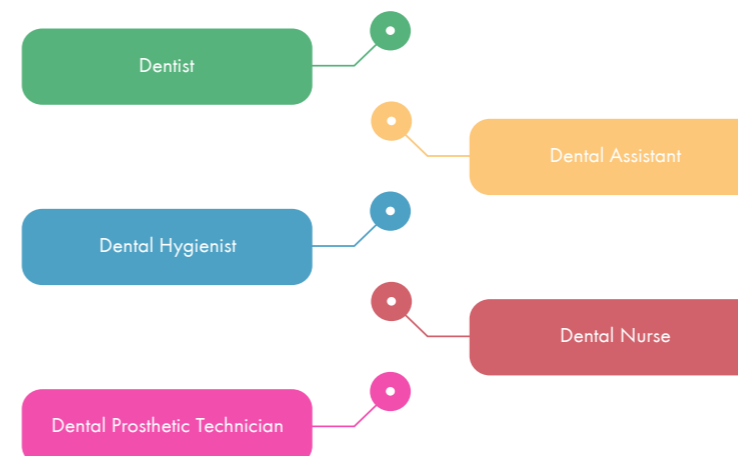 Dentist
Dental Assistant
Dental Hygienist
Dental Nurse
Dental Prosthetic Technician